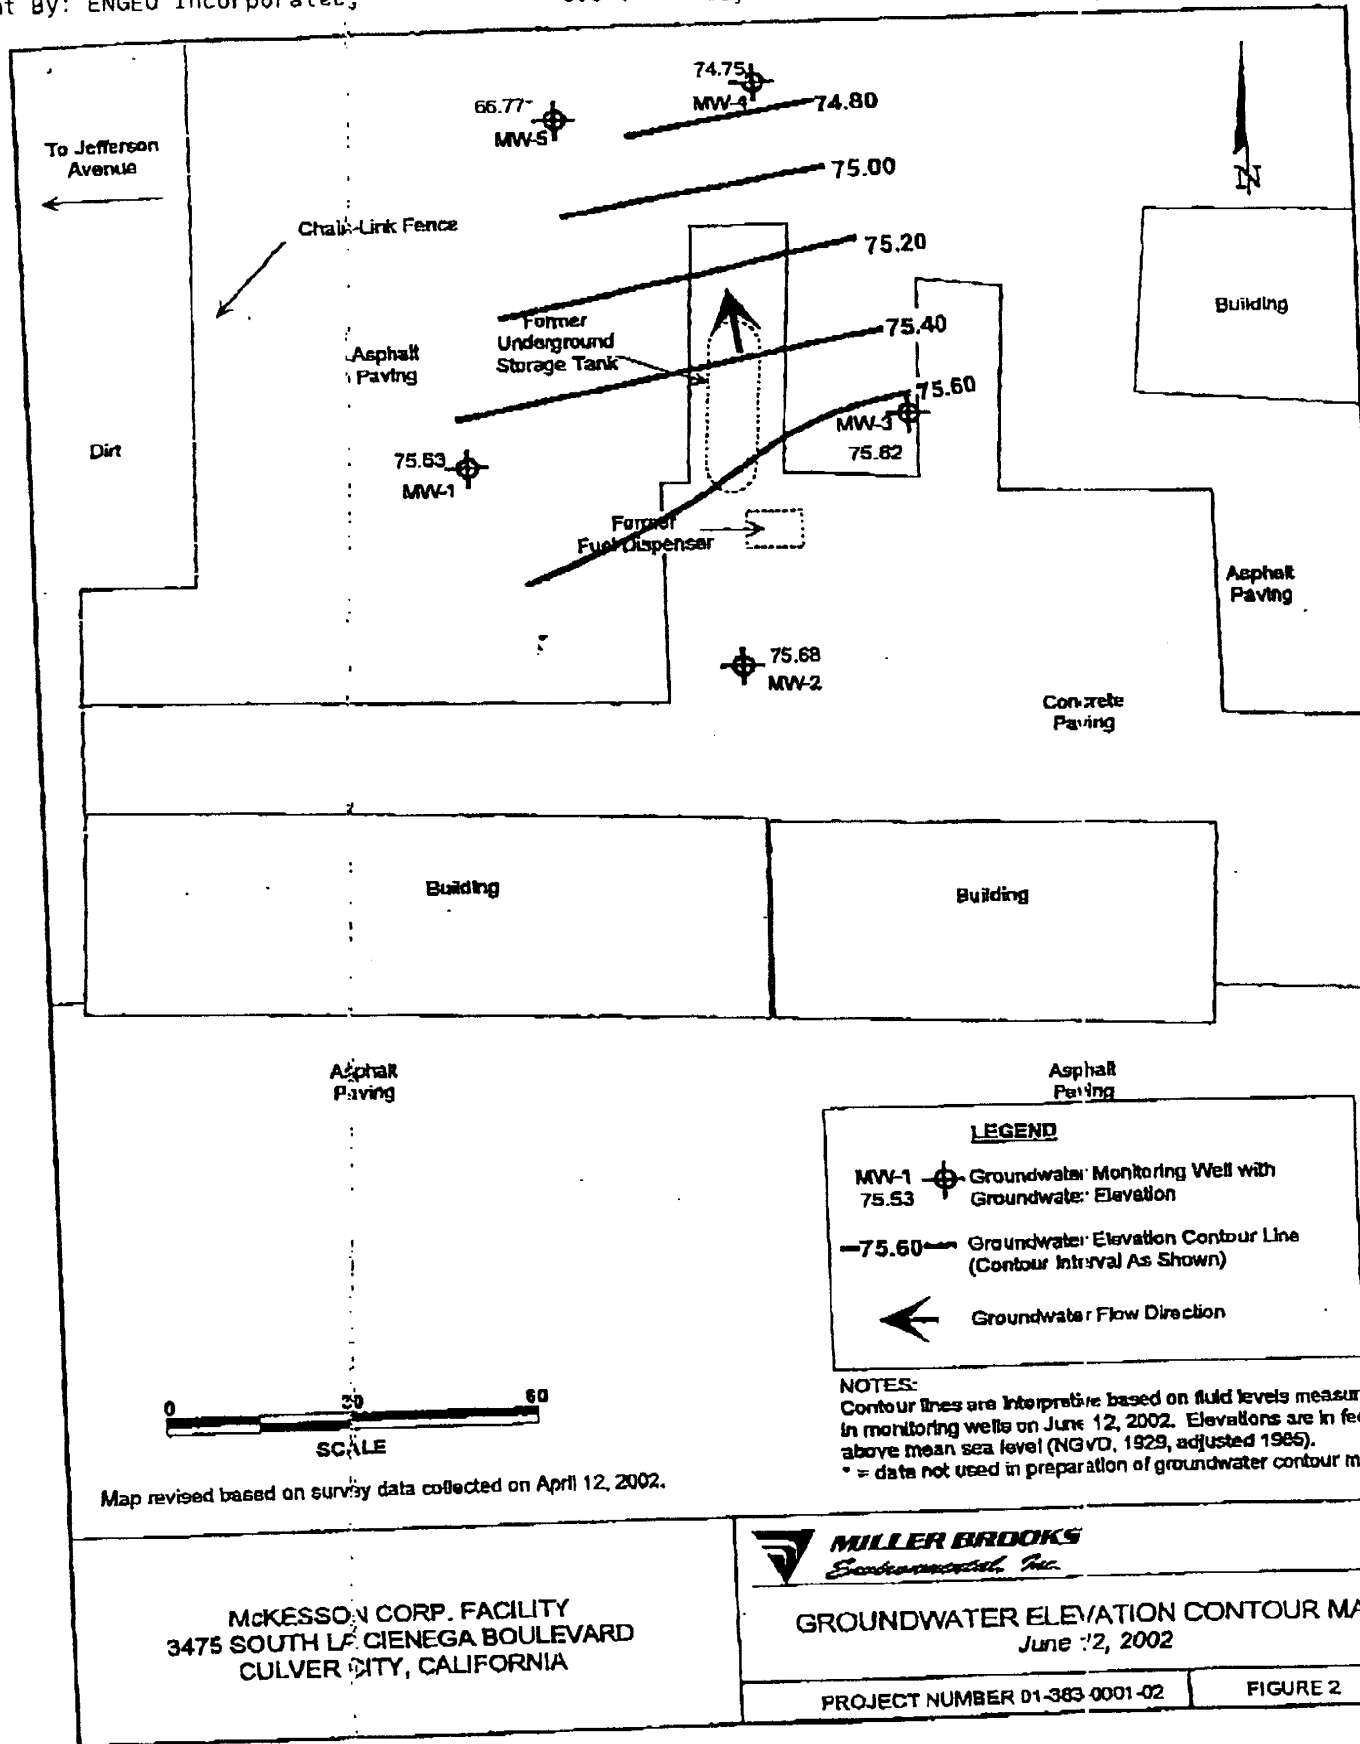 By: ENGEO Incorporated,
74.75
MW-4
66.77*
MW-5
74.80
To Jefferson
Avenue
75.00
N
Chain-Link Fence
75.20
Building
Former
Underground
Storage Tank
75.40
Asphalt
Paving
75.60
MW-3
75.62
Dirt
75.53
MW-1
Former
Fuel Dispenser
Asphalt
Paving
75.68
MW-2
Concrete
Paving
Building
Building
Asphalt
Paving
Asphalt
Paving
LEGEND
MW-1
75.53
Groundwater Monitoring Well with
Groundwater Elevation
75.60
Groundwater Elevation Contour Line
(Contour Interval As Shown)
Groundwater Flow Direction
0 30 60
SCALE
NOTES:
Contour lines are interpretive based on fluid levels measur
in monitoring wells on June 12, 2002. Elevations are in fee
above mean sea level (NGVD, 1929, adjusted 1985).
* = data not used in preparation of groundwater contour m
Map revised based on survey data collected on April 12, 2002.
MILLER BROOKS
Environmental, Inc.
McKESSON CORP. FACILITY
3475 SOUTH LA CIENEGA BOULEVARD
CULVER CITY, CALIFORNIA
GROUNDWATER ELEVATION CONTOUR MA
June 12, 2002
PROJECT NUMBER 01-383-0001-02
FIGURE 2